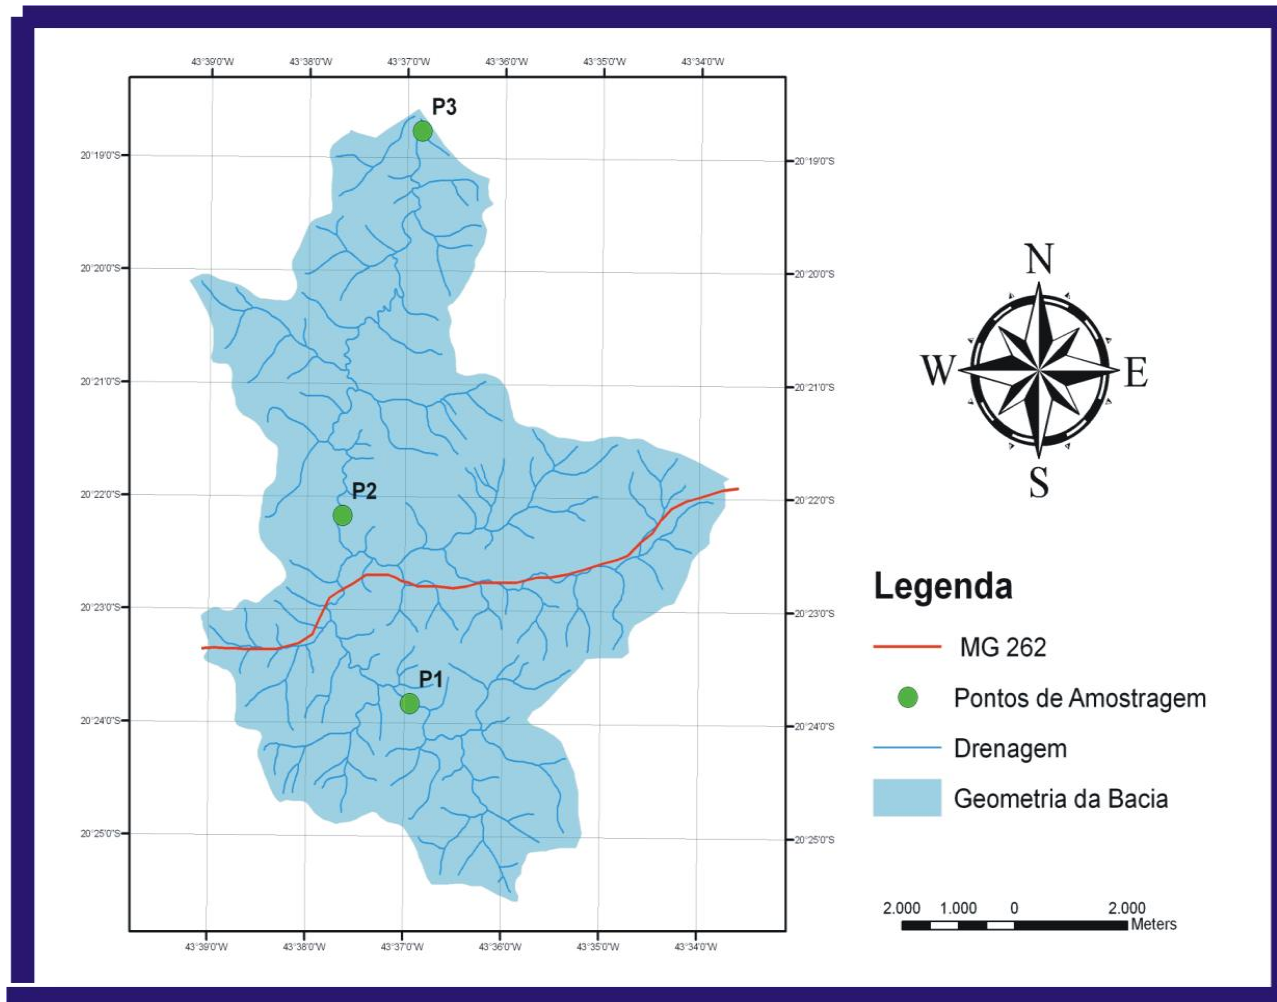 43°39'0"W 43°38'0"W 43°37'0"W 43°36'0"W 43°35'0"W 43°34'0"W
P3
20°19'0"S 20°19'0"S
N
20°20'0"S 20°20'0"S
W E
20°21'0"S 20°21'0"S
S
P2
20°22'0"S 20°22'0"S
Legenda
20°23'0"S 20°23'0"S
MG 262
P1
Pontos de Amostragem
20°24'0"S 20°24'0"S
Drenagem
Geometria da Bacia
20°25'0"S 20°25'0"S
2.000 1.000 0 2.000
Meters
43°39'0"W 43°38'0"W 43°37'0"W 43°36'0"W 43°35'0"W 43°34'0"W